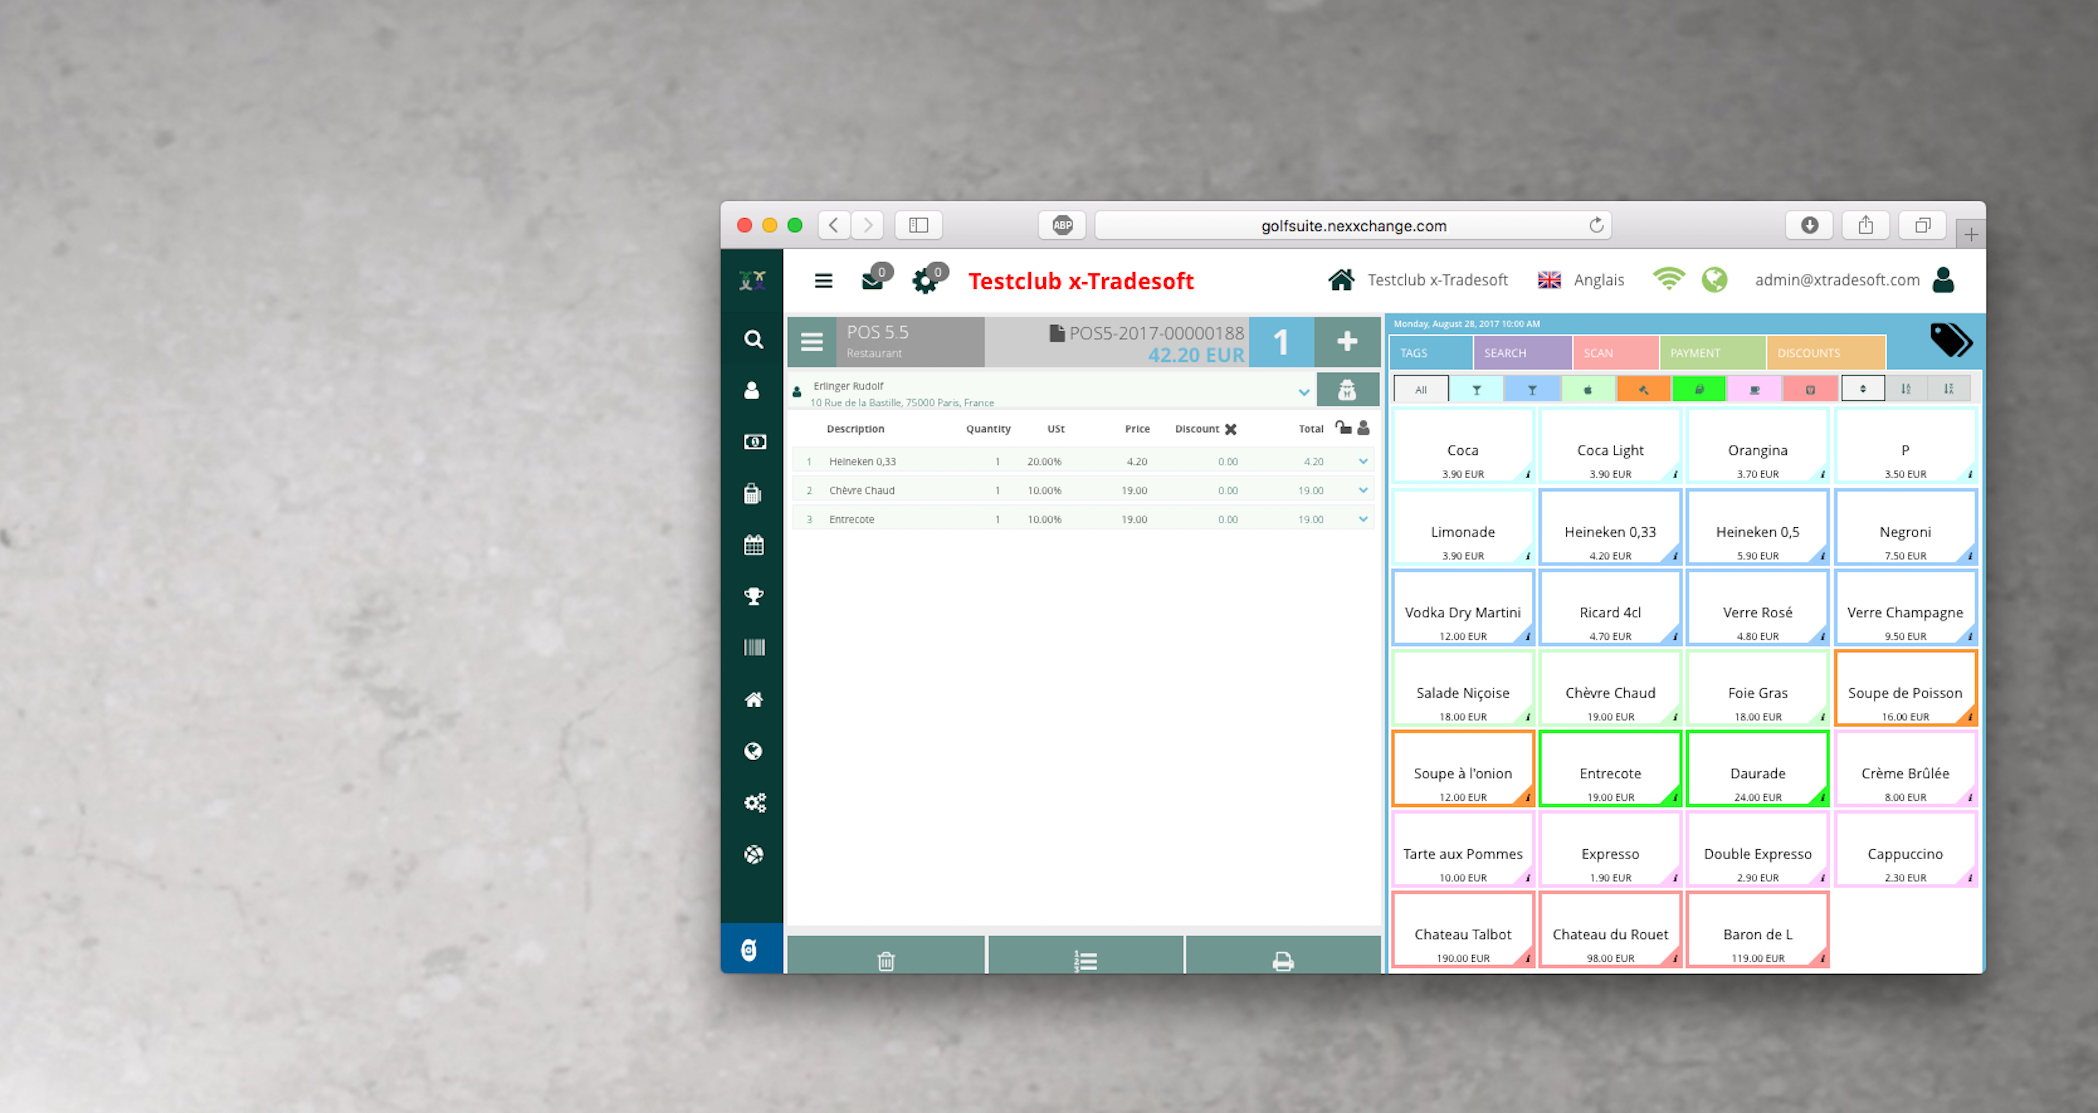 ABP
golfsuite.nexxchange.com
0
0
Testclub x-Tradesoft
Testclub x-Tradesoft
Anglais
admin@xtradesoft.com
POS 5.5
Restaurant
POS5-2017-00000188
42.20 EUR
1
Erlinger Rudolf
10 Rue de la Bastille, 75000 Paris, France
Description Quantity USt Price Discount Total
1 Heineken 0,33 1 20.00% 4.20 0.00 4.20
2 Chèvre Chaud 1 10.00% 19.00 0.00 19.00
3 Entrecote 1 10.00% 19.00 0.00 19.00
Monday, August 28, 2017 10:00 AM
TAGS SEARCH SCAN PAYMENT DISCOUNTS
All
Coca Coca Light Orangina P
3.90 EUR 3.90 EUR 3.70 EUR 3.50 EUR
Limonade Heineken 0,33 Heineken 0,5 Negroni
3.90 EUR 4.20 EUR 5.90 EUR 7.50 EUR
Vodka Dry Martini Ricard 4cl Verre Rosé Verre Champagne
12.00 EUR 4.70 EUR 4.80 EUR 9.50 EUR
Salade Niçoise Chèvre Chaud Foie Gras Soupe de Poisson
18.00 EUR 19.00 EUR 18.00 EUR 16.00 EUR
Soupe à l'onion Entrecote Daurade Crème Brûlée
12.00 EUR 19.00 EUR 24.00 EUR 8.00 EUR
Tarte aux Pommes Expresso Double Expresso Cappuccino
10.00 EUR 1.90 EUR 2.90 EUR 2.30 EUR
Chateau Talbot Chateau du Rouet Baron de L
190.00 EUR 98.00 EUR 119.00 EUR